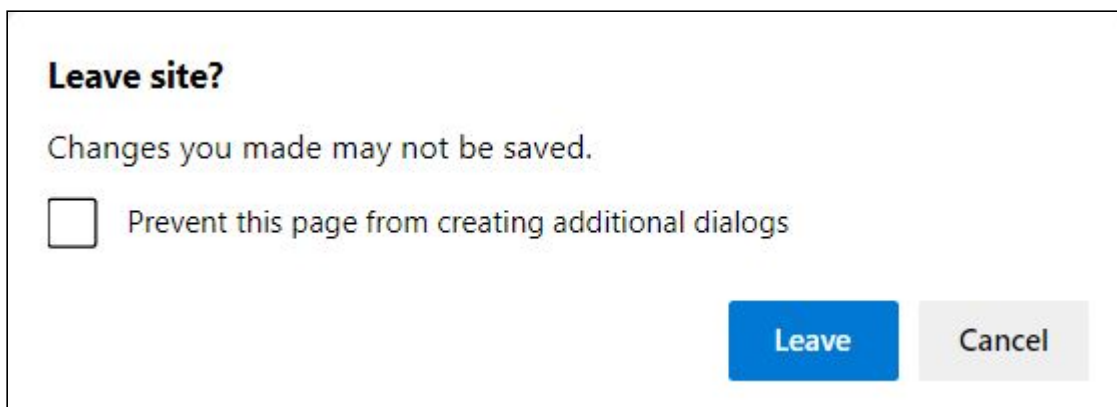 Leave site?
Changes you made may not be saved.
Prevent this page from creating additional dialogs
Leave Cancel